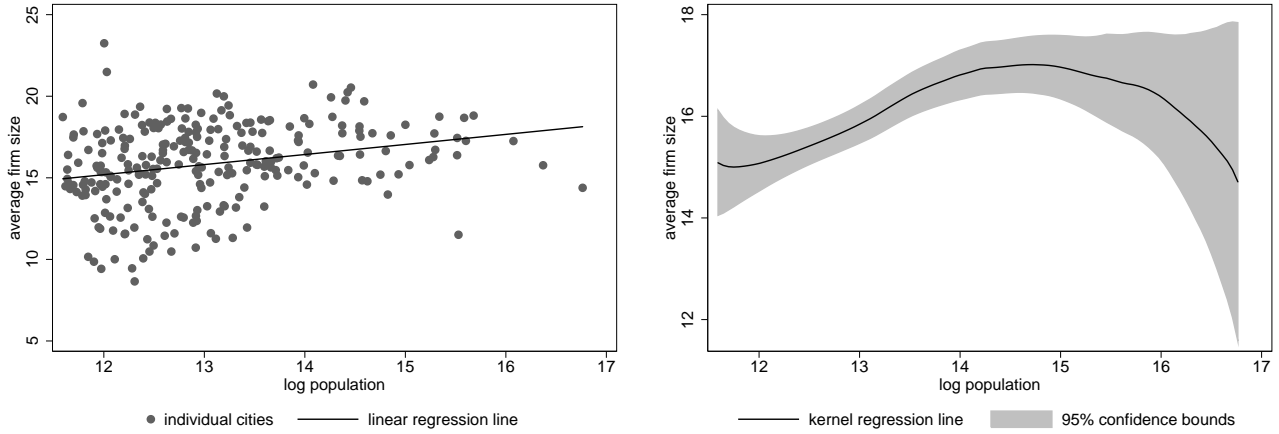 25
20
15
10
5
average firm size
12 13 14 15 16 17
log population
individual cities linear regression line
18
16
14
12
average firm size
12 13 14 15 16 17
log population
kernel regression line 95% confidence bounds